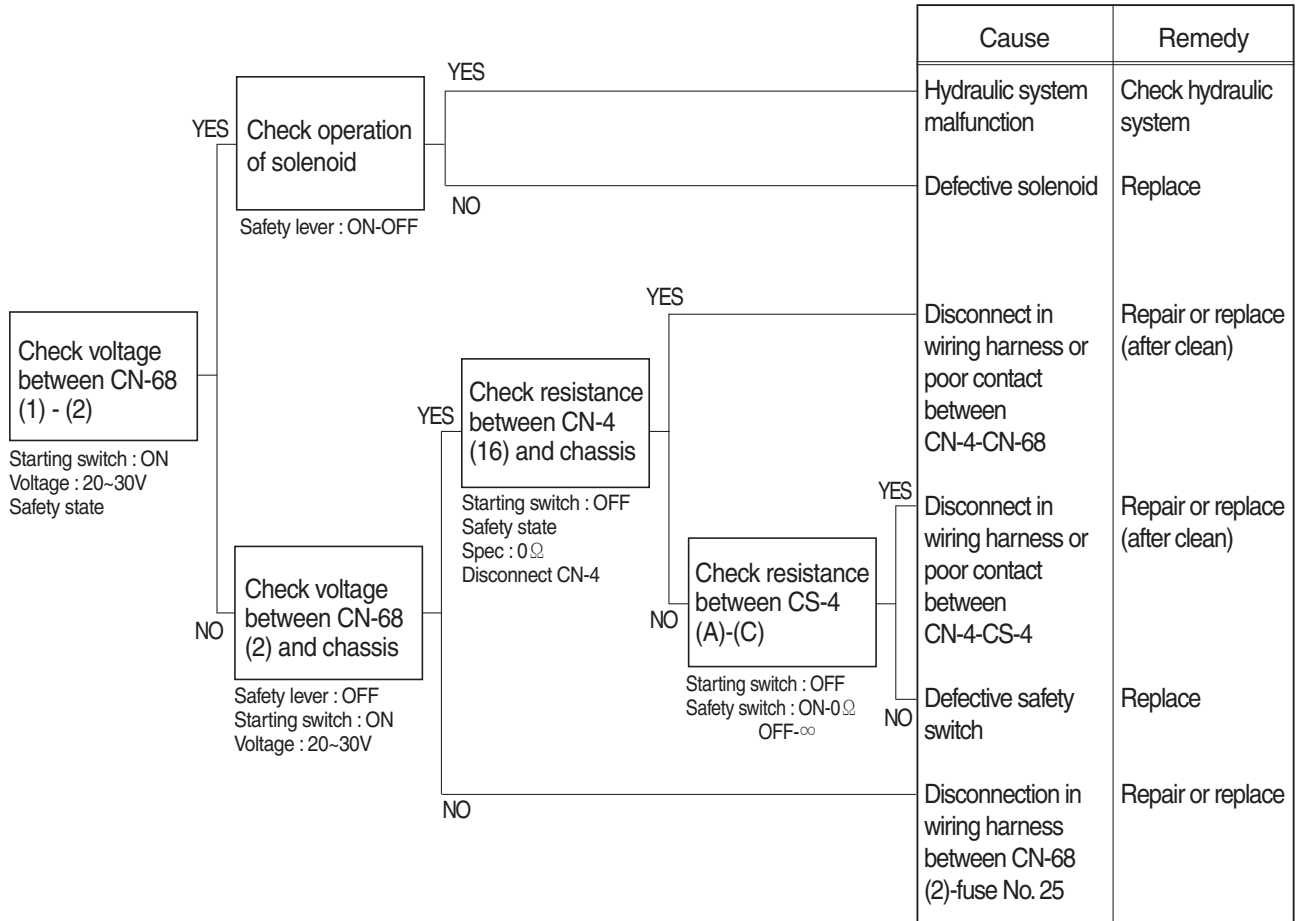 Cause
Remedy
YES
Hydraulic system
malfunction
Check hydraulic
system
YES
Check operation
of solenoid
NO
Defective solenoid
Replace
Safety lever : ON-OFF
YES
Disconnect in
wiring harness or
poor contact
between
CN-4-CN-68
Repair or replace
(after clean)
Check voltage
between CN-68
(1) - (2)
Starting switch : ON
Voltage : 20~30V
Safety state
YES
Check resistance
between CN-4
(16) and chassis
Starting switch : OFF
Safety state
Spec : 0Ω
Disconnect CN-4
YES
Disconnect in
wiring harness or
poor contact
between
CN-4-CS-4
Repair or replace
(after clean)
NO
Check voltage
between CN-68
(2) and chassis
Safety lever : OFF
Starting switch : ON
Voltage : 20~30V
NO
Check resistance
between CS-4
(A)-(C)
Starting switch : OFF
Safety switch : ON-0Ω
OFF-∞
NO
Defective safety
switch
Replace
NO
Disconnection in
wiring harness
between CN-68
(2)-fuse No. 25
Repair or replace